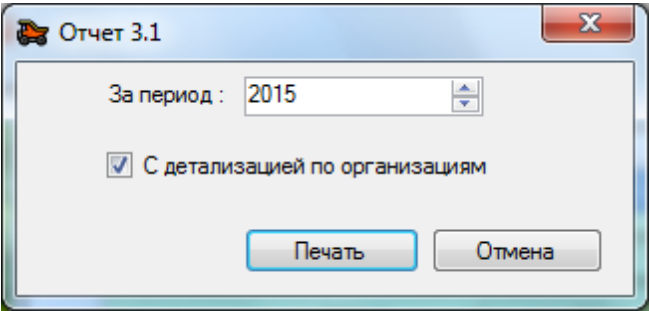 Отчет 3.1
За период : 2015
С детализацией по организациям
Печать Отмена